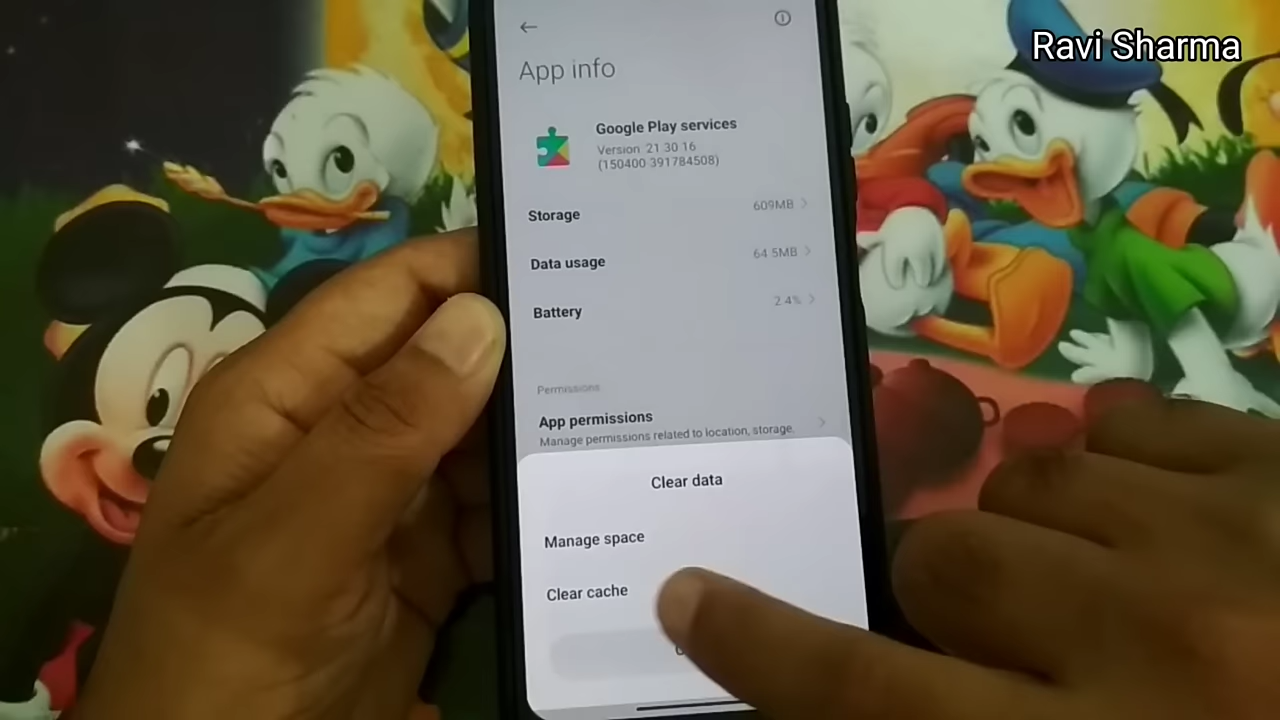 Ravi Sharma
App info
Google Play services
Version 21 30 16
(150400 391784508)
Storage 609MB
Data usage 64 5MB
Battery 2 4%
Permissions
App permissions
Manage permissions related to location, storage,
Clear data
Manage space
Clear cache